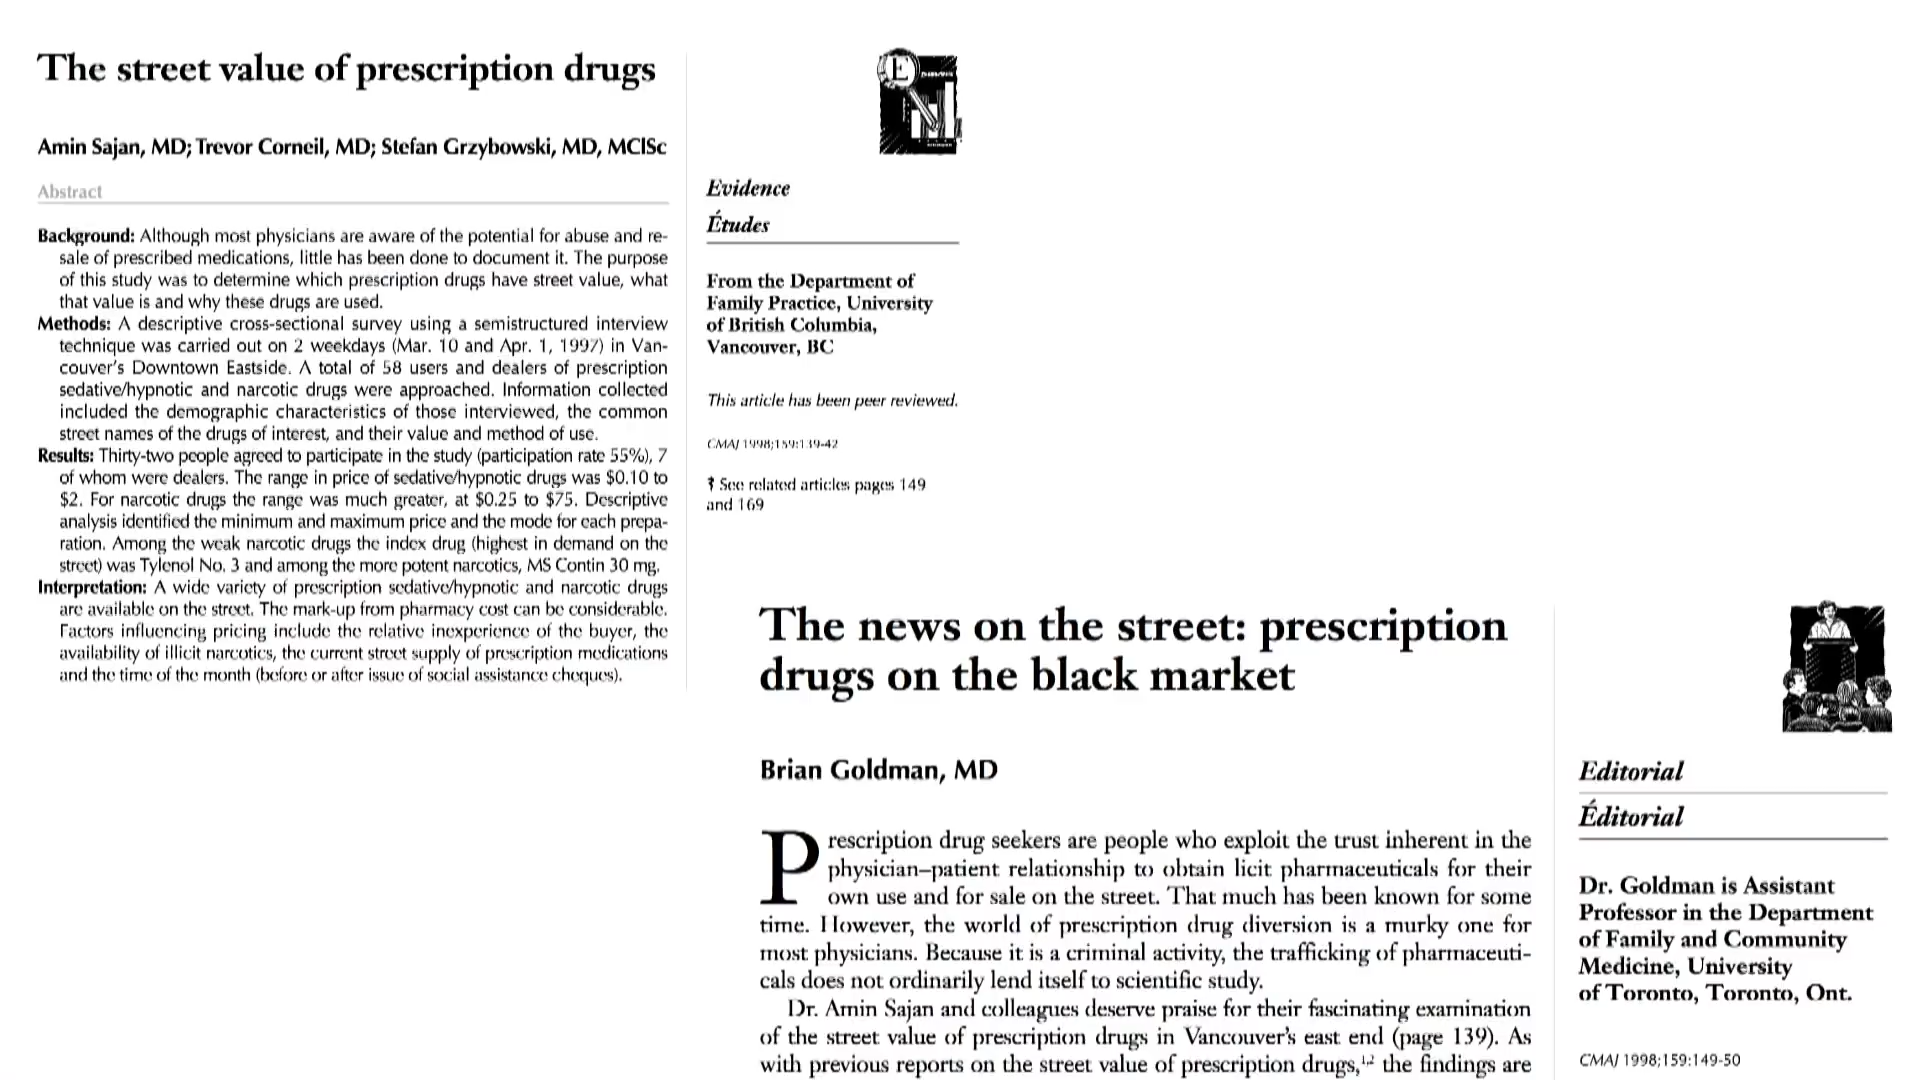 The street value of prescription drugs
Amin Sajan, MD; Trevor Corneil, MD; Stefan Grzybowski, MD, MClSc
Abstract
Background: Although most physicians are aware of the potential for abuse and re-
sale of prescribed medications, little has been done to document it. The purpose
of this study was to determine which prescription drugs have street value, what
that value is and why these drugs are used.
Methods: A descriptive cross-sectional survey using a semistructured interview
technique was carried out on 2 weekdays (Mar. 10 and Apr. 1, 1997) in Van-
couver's Downtown Eastside. A total of 58 users and dealers of prescription
sedative/hypnotic and narcotic drugs were approached. Information collected
included the demographic characteristics of those interviewed, the common
street names of the drugs of interest, and their value and method of use.
Results: Thirty-two people agreed to participate in the study (participation rate 55%), 7
of whom were dealers. The range in price of sedative/hypnotic drugs was $0.10 to
$2. For narcotic drugs the range was much greater, at $0.25 to $75. Descriptive
analysis identified the minimum and maximum price and the mode for each prepa-
ration. Among the weak narcotic drugs the index drug (highest in demand on the
street) was Tylenol No. 3 and among the more potent narcotics, MS Contin 30 mg.
Interpretation: A wide variety of prescription sedative/hypnotic and narcotic drugs
are available on the street. The mark-up from pharmacy cost can be considerable.
Factors influencing pricing include the relative inexperience of the buyer, the
availability of illicit narcotics, the current street supply of prescription medications
and the time of the month (before or after issue of social assistance cheques).
E
Evidence
Études
From the Department of
Family Practice, University
of British Columbia,
Vancouver, BC
This article has been peer reviewed.
CMAJ 1998;159:139-42
See related articles pages 149
and 169
The news on the street: prescription
drugs on the black market
Brian Goldman, MD
Prescription drug seekers are people who exploit the trust inherent in the
physician–patient relationship to obtain licit pharmaceuticals for their
own use and for sale on the street. That much has been known for some
time. However, the world of prescription drug diversion is a murky one for
most physicians. Because it is a criminal activity, the trafficking of pharmaceuti-
cals does not ordinarily lend itself to scientific study.
Dr. Amin Sajan and colleagues deserve praise for their fascinating examination
of the street value of prescription drugs in Vancouver's east end (page 139). As
with previous reports on the street value of prescription drugs,1,2 the findings are
Editorial
Éditorial
Dr. Goldman is Assistant
Professor in the Department
of Family and Community
Medicine, University
of Toronto, Toronto, Ont.
CMAJ 1998;159:149-50